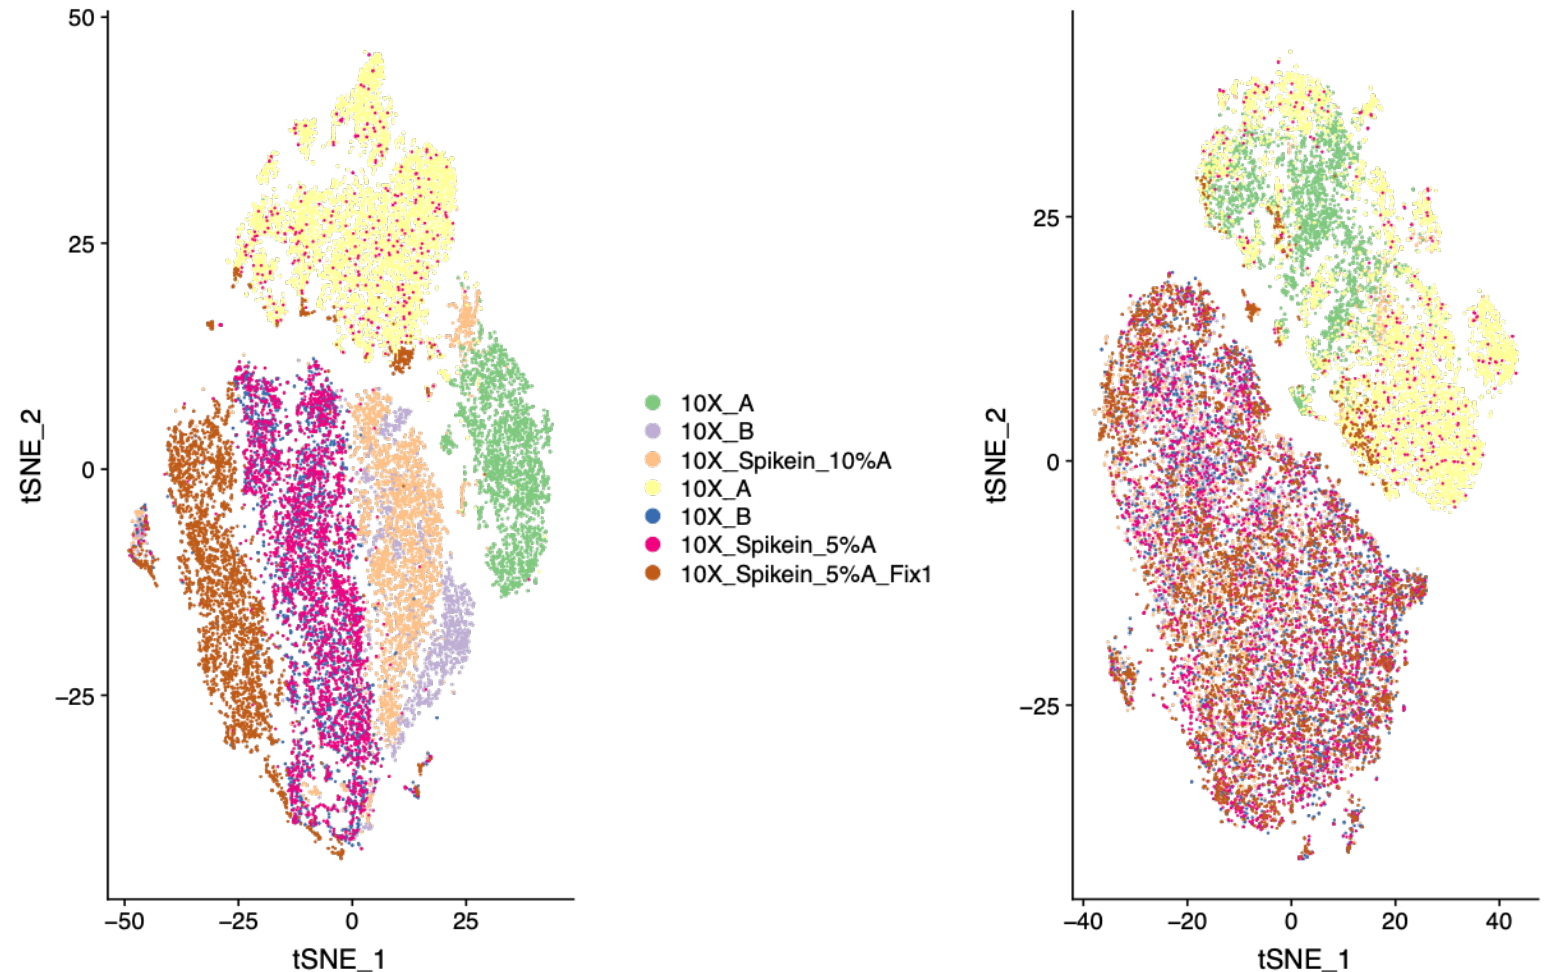 50
25
0
−25
−50
−25
0
25
tSNE_1
tSNE_2
10X_A
10X_B
10X_Spikein_10%A
10X_A
10X_B
10X_Spikein_5%A
10X_Spikein_5%A_Fix1
25
0
−25
−40
−20
0
20
40
tSNE_1
tSNE_2